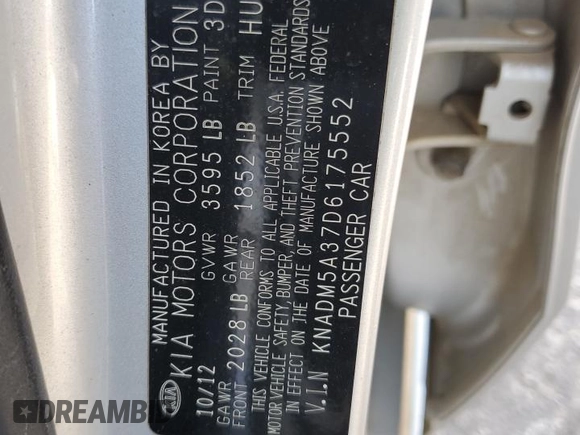 MANUFACTURED IN KOREA BY
KIA KIA MOTORS CORPORATION
10/12 GVWR 3595 LB PAINT 3D
GAWR FRONT 2028 LB GAWR REAR 1852 LB TRIM HU
THIS VEHICLE CONFORMS TO ALL APPLICABLE U.S.A. FEDERAL
MOTOR VEHICLE SAFETY, BUMPER, AND THEFT PREVENTION STANDARDS
IN EFFECT ON THE DATE OF MANUFACTURE SHOWN ABOVE
V.I.N KNADM5A37D6175552
PASSENGER CAR
DREAMBID